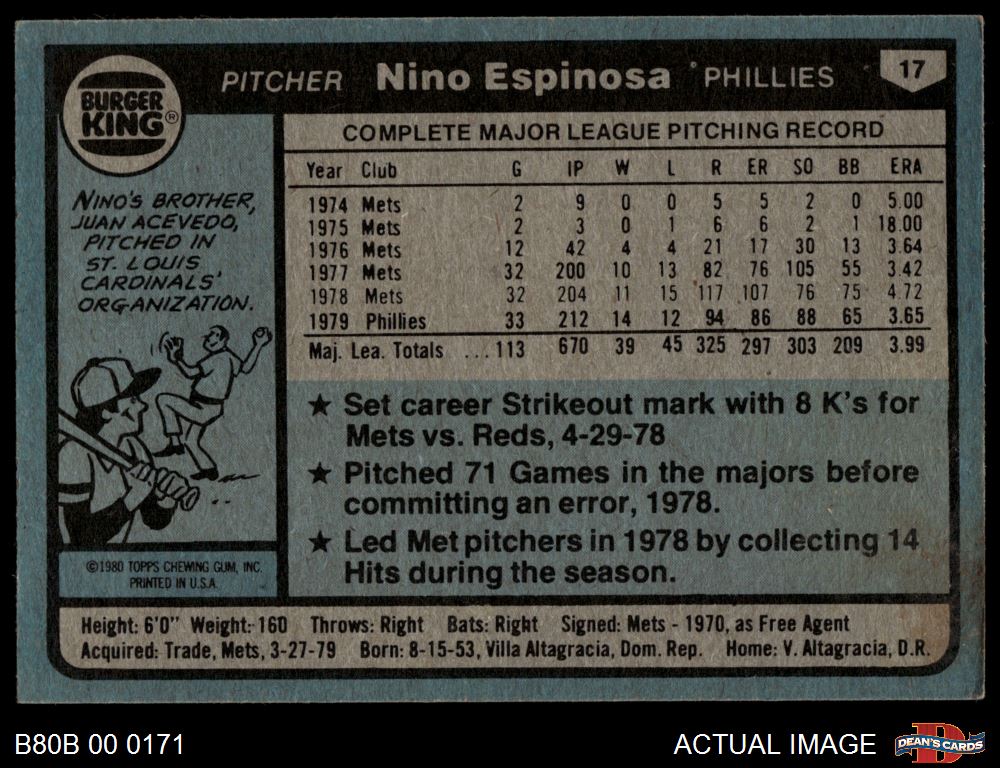 BURGER
KING®
PITCHER Nino Espinosa PHILLIES 17
NINO'S BROTHER,
JUAN ACEVEDO,
PITCHED IN
ST. LOUIS
CARDINALS'
ORGANIZATION.
©1980 TOPPS CHEWING GUM, INC.
PRINTED IN U.S.A.
COMPLETE MAJOR LEAGUE PITCHING RECORD
Year Club G IP W L R ER SO BB ERA
1974 Mets 2 9 0 0 5 5 2 0 5.00
1975 Mets 2 3 0 1 6 6 2 1 18.00
1976 Mets 12 42 4 4 21 17 30 13 3.64
1977 Mets 32 200 10 13 82 76 105 55 3.42
1978 Mets 32 204 11 15 117 107 76 75 4.72
1979 Phillies 33 212 14 12 94 86 88 65 3.65
Maj. Lea. Totals ... 113 670 39 45 325 297 303 209 3.99
★ Set career Strikeout mark with 8 K's for
Mets vs. Reds, 4-29-78
★ Pitched 71 Games in the majors before
committing an error, 1978.
★ Led Met pitchers in 1978 by collecting 14
Hits during the season.
Height: 6'0" Weight: 160 Throws: Right Bats: Right Signed: Mets - 1970, as Free Agent
Acquired: Trade, Mets, 3-27-79 Born: 8-15-53, Villa Altagracia, Dom. Rep. Home: V. Altagracia, D.R.
B80B 00 0171 ACTUAL IMAGE D DEAN'S CARDS